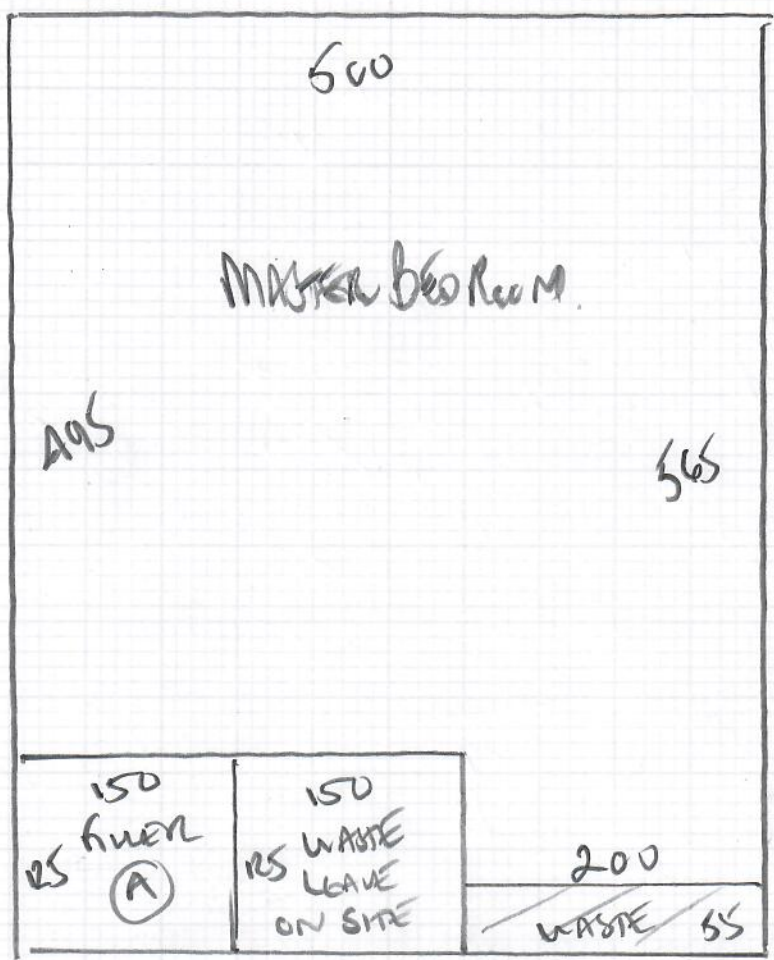 500
MASTER BEDROOM.
495
565
150
FILLER
125
A
150
WASTE
125
LEAVE
ON SITE
200
WASTE 55